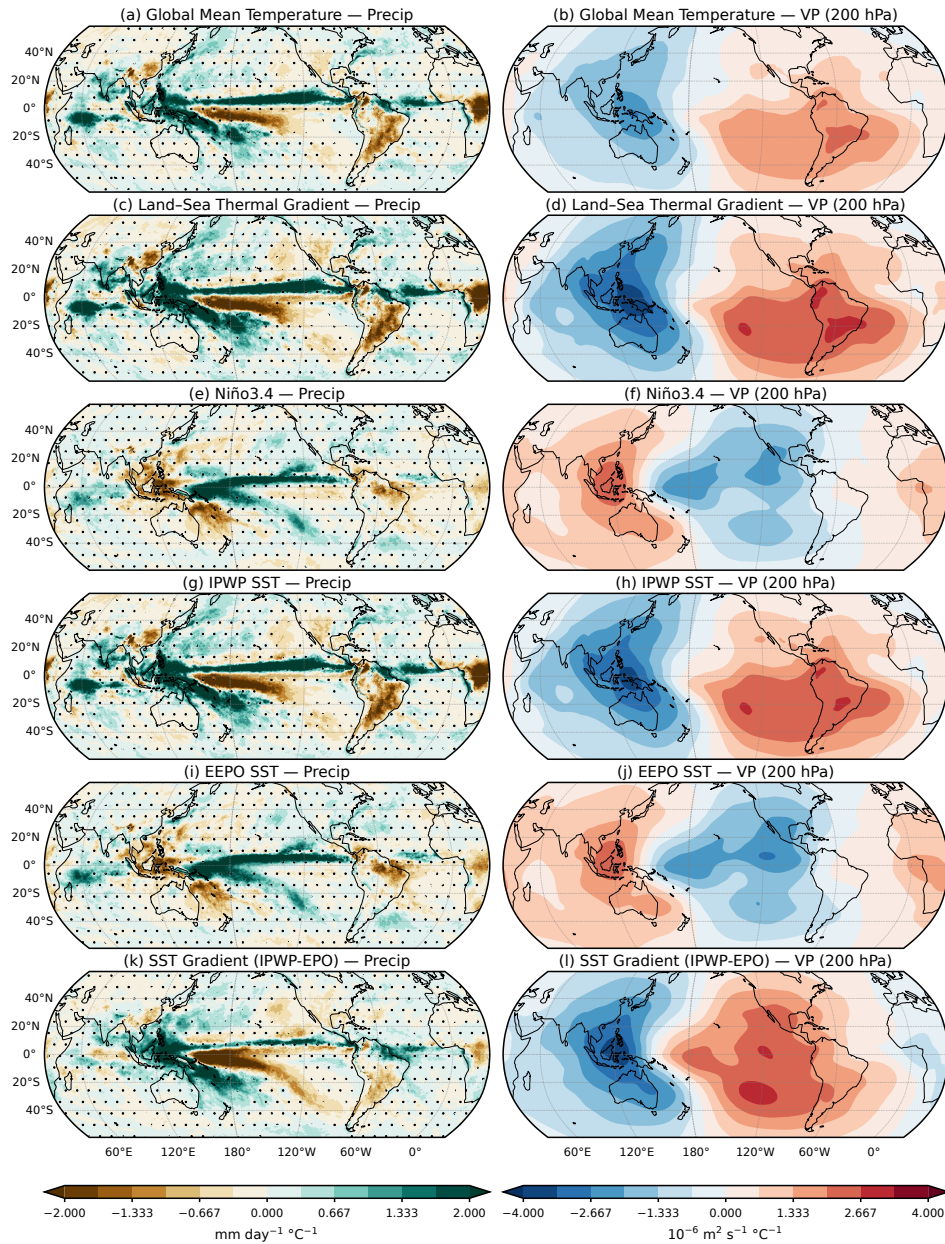 (a) Global Mean Temperature — Precip
(b) Global Mean Temperature — VP (200 hPa)
40°N
20°N
0°
20°S
40°S
(c) Land–Sea Thermal Gradient — Precip
(d) Land–Sea Thermal Gradient — VP (200 hPa)
40°N
20°N
0°
20°S
40°S
(e) Niño3.4 — Precip
(f) Niño3.4 — VP (200 hPa)
40°N
20°N
0°
20°S
40°S
(g) IPWP SST — Precip
(h) IPWP SST — VP (200 hPa)
40°N
20°N
0°
20°S
40°S
(i) EEPO SST — Precip
(j) EEPO SST — VP (200 hPa)
40°N
20°N
0°
20°S
40°S
(k) SST Gradient (IPWP-EPO) — Precip
(l) SST Gradient (IPWP-EPO) — VP (200 hPa)
40°N
20°N
0°
20°S
40°S
60°E 120°E 180° 120°W 60°W 0°
60°E 120°E 180° 120°W 60°W 0°
−2.000 −1.333 −0.667 0.000 0.667 1.333 2.000
mm day⁻¹ °C⁻¹
−4.000 −2.667 −1.333 0.000 1.333 2.667 4.000
10⁻⁶ m² s⁻¹ °C⁻¹